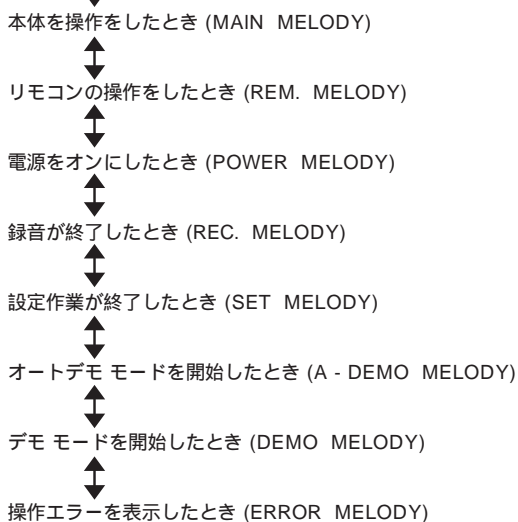 本体を操作をしたとき (MAIN MELODY)
リモコンの操作をしたとき (REM. MELODY)
電源をオンにしたとき (POWER MELODY)
録音が終了したとき (REC. MELODY)
設定作業が終了したとき (SET MELODY)
オートデモ モードを開始したとき (A - DEMO MELODY)
デモ モードを開始したとき (DEMO MELODY)
操作エラーを表示したとき (ERROR MELODY)